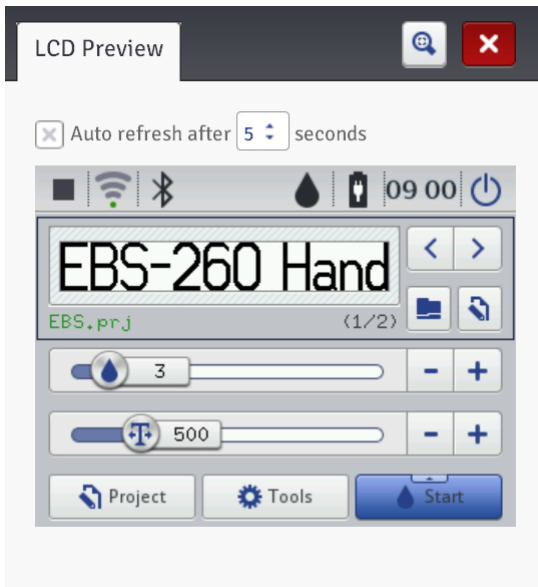 LCD Preview
Auto refresh after 5 seconds
09 00
EBS-260 Hand
EBS.prj (1/2)
3
500
Project Tools Start